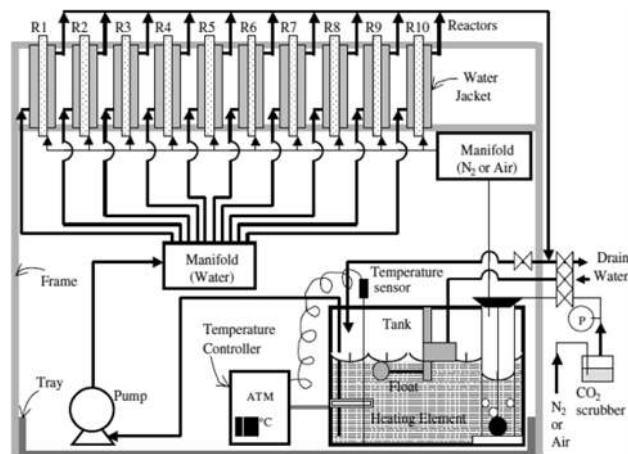 R1 R2 R3 R4 R5 R6 R7 R8 R9 R10
Reactors
Water
Jacket
Manifold
(N2 or Air)
Manifold
(Water)
Drain
Water
Frame
Temperature
sensor
Tank
P
Temperature
Controller
Tray
Pump
ATM
°C
Float
Heating Element
CO2
scrubber
N2
or
Air